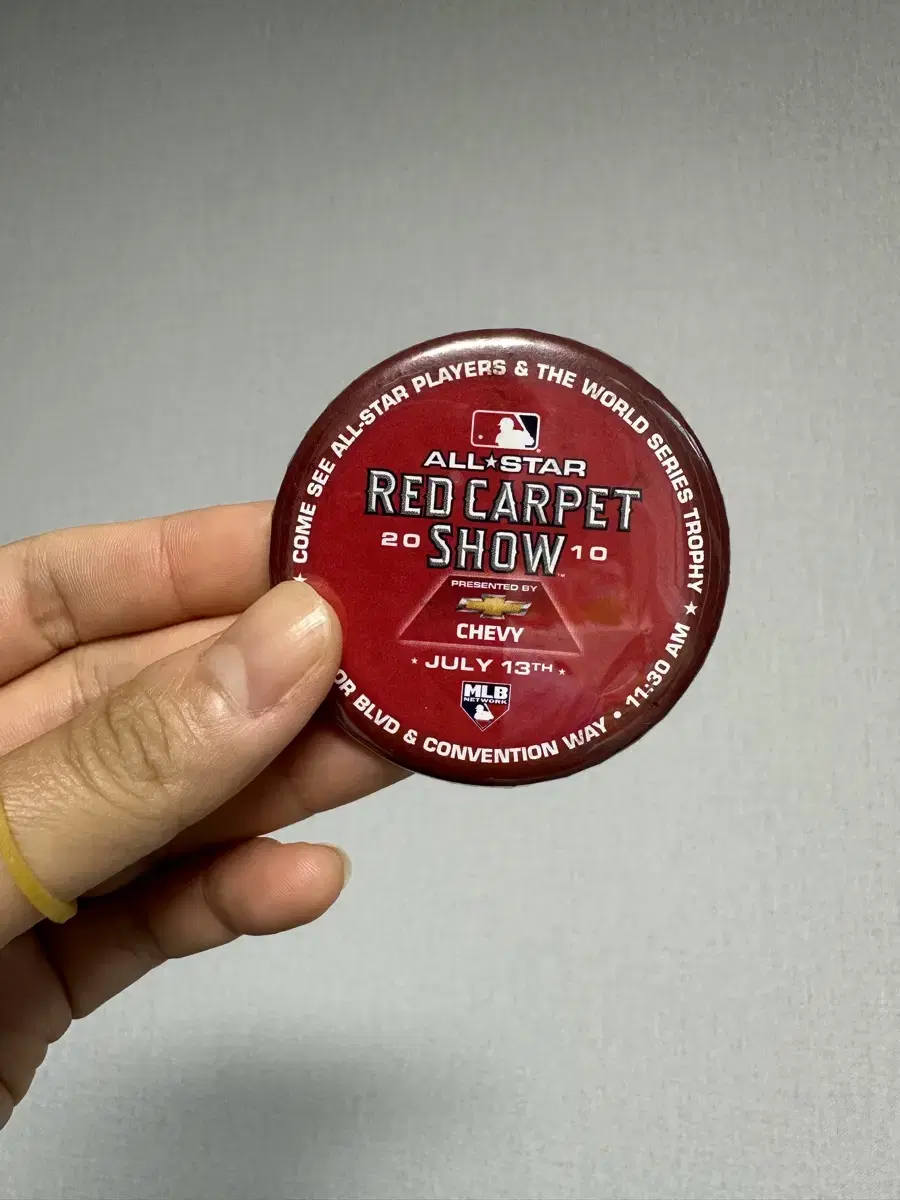 COME SEE ALL-STAR PLAYERS & THE WORLD SERIES TROPHY
ALL★STAR
RED CARPET
20 SHOW 10
PRESENTED BY
CHEVY
★ JULY 13TH ★
MLB
NETWORK
BLVD & CONVENTION WAY • 11:30 AM ★